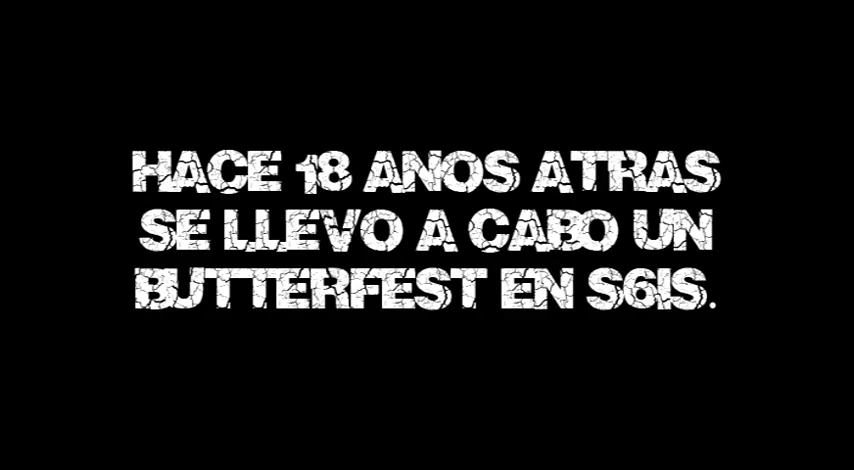 HACE 18 ANOS ATRAS
SE LLEVO A CABO UN
BUTTERFEST EN S6IS.